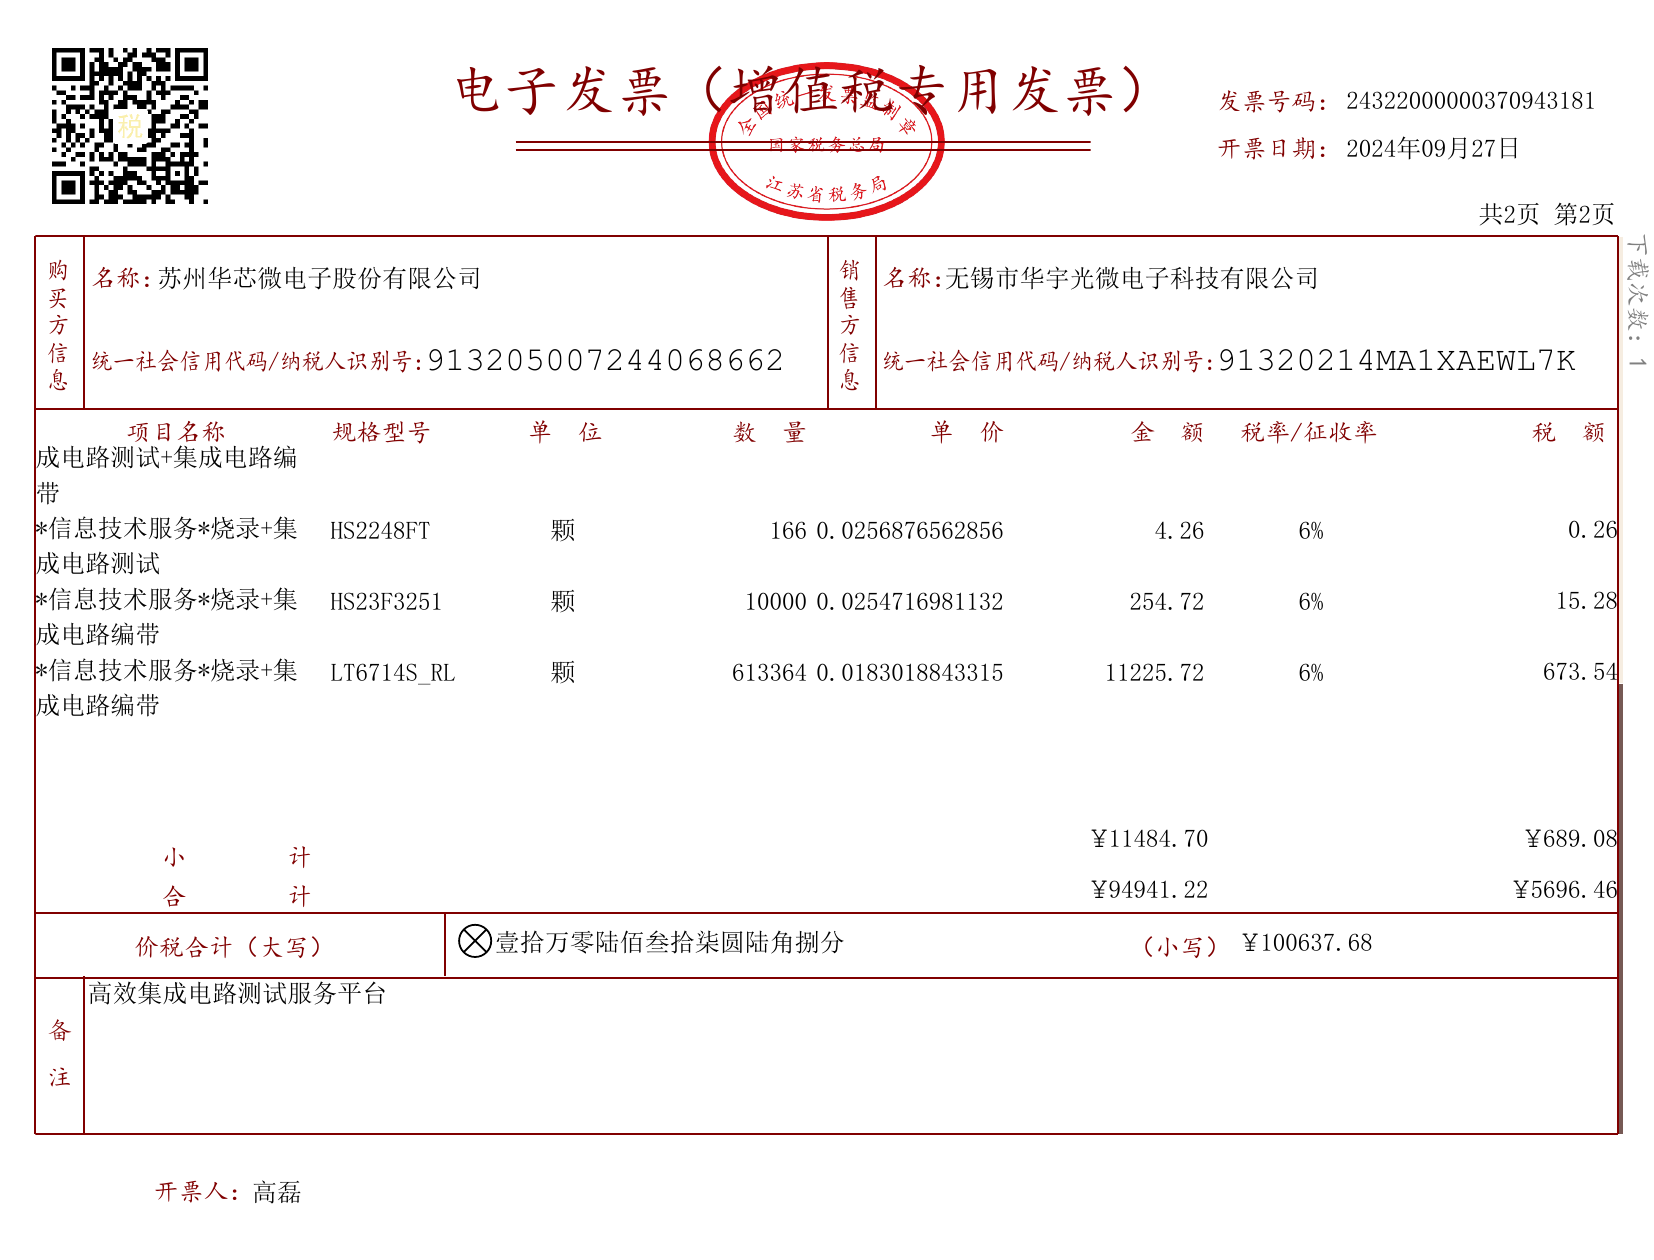 税
电子发票（增值税专用发票）
全国统一发票监制章
国家税务总局
江苏省税务局
发票号码：24322000000370943181
开票日期：2024年09月27日
共2页 第2页
下载次数：1
购买方信息
名称：苏州华芯微电子股份有限公司
统一社会信用代码/纳税人识别号：913205007244068662
销售方信息
名称：无锡市华宇光微电子科技有限公司
统一社会信用代码/纳税人识别号：91320214MA1XAEWL7K
项目名称 规格型号 单 位 数 量 单 价 金 额 税率/征收率 税 额
成电路测试+集成电路编
带
*信息技术服务*烧录+集 HS2248FT 颗 166 0.0256876562856 4.26 6% 0.26
成电路测试
*信息技术服务*烧录+集 HS23F3251 颗 10000 0.0254716981132 254.72 6% 15.28
成电路编带
*信息技术服务*烧录+集 LT6714S_RL 颗 613364 0.0183018843315 11225.72 6% 673.54
成电路编带
小 计 ¥11484.70 ¥689.08
合 计 ¥94941.22 ¥5696.46
价税合计（大写） ⊗壹拾万零陆佰叁拾柒圆陆角捌分 （小写） ¥100637.68
备注
高效集成电路测试服务平台
开票人：高磊